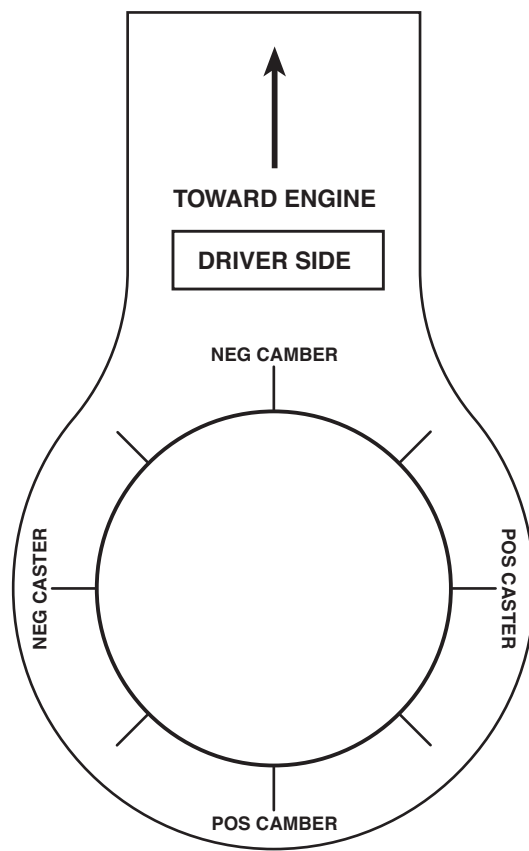 TOWARD ENGINE
DRIVER SIDE
NEG CAMBER
NEG CASTER
POS CASTER
POS CAMBER